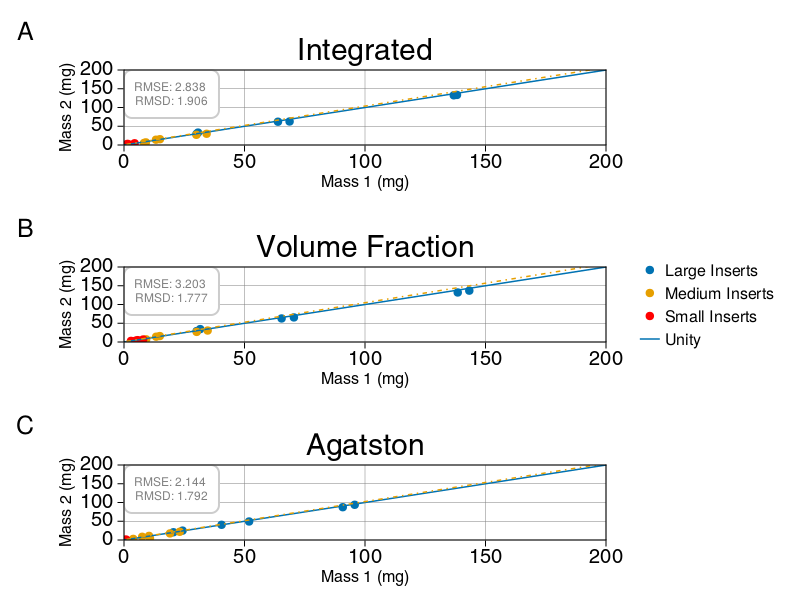 A
Integrated
Mass 2 (mg)
200
150
100
50
0
RMSE: 2.838
RMSD: 1.906
0 50 100 150 200
Mass 1 (mg)
B
Volume Fraction
Mass 2 (mg)
200
150
100
50
0
RMSE: 3.203
RMSD: 1.777
0 50 100 150 200
Mass 1 (mg)
Large Inserts
Medium Inserts
Small Inserts
Unity
C
Agatston
Mass 2 (mg)
200
150
100
50
0
RMSE: 2.144
RMSD: 1.792
0 50 100 150 200
Mass 1 (mg)